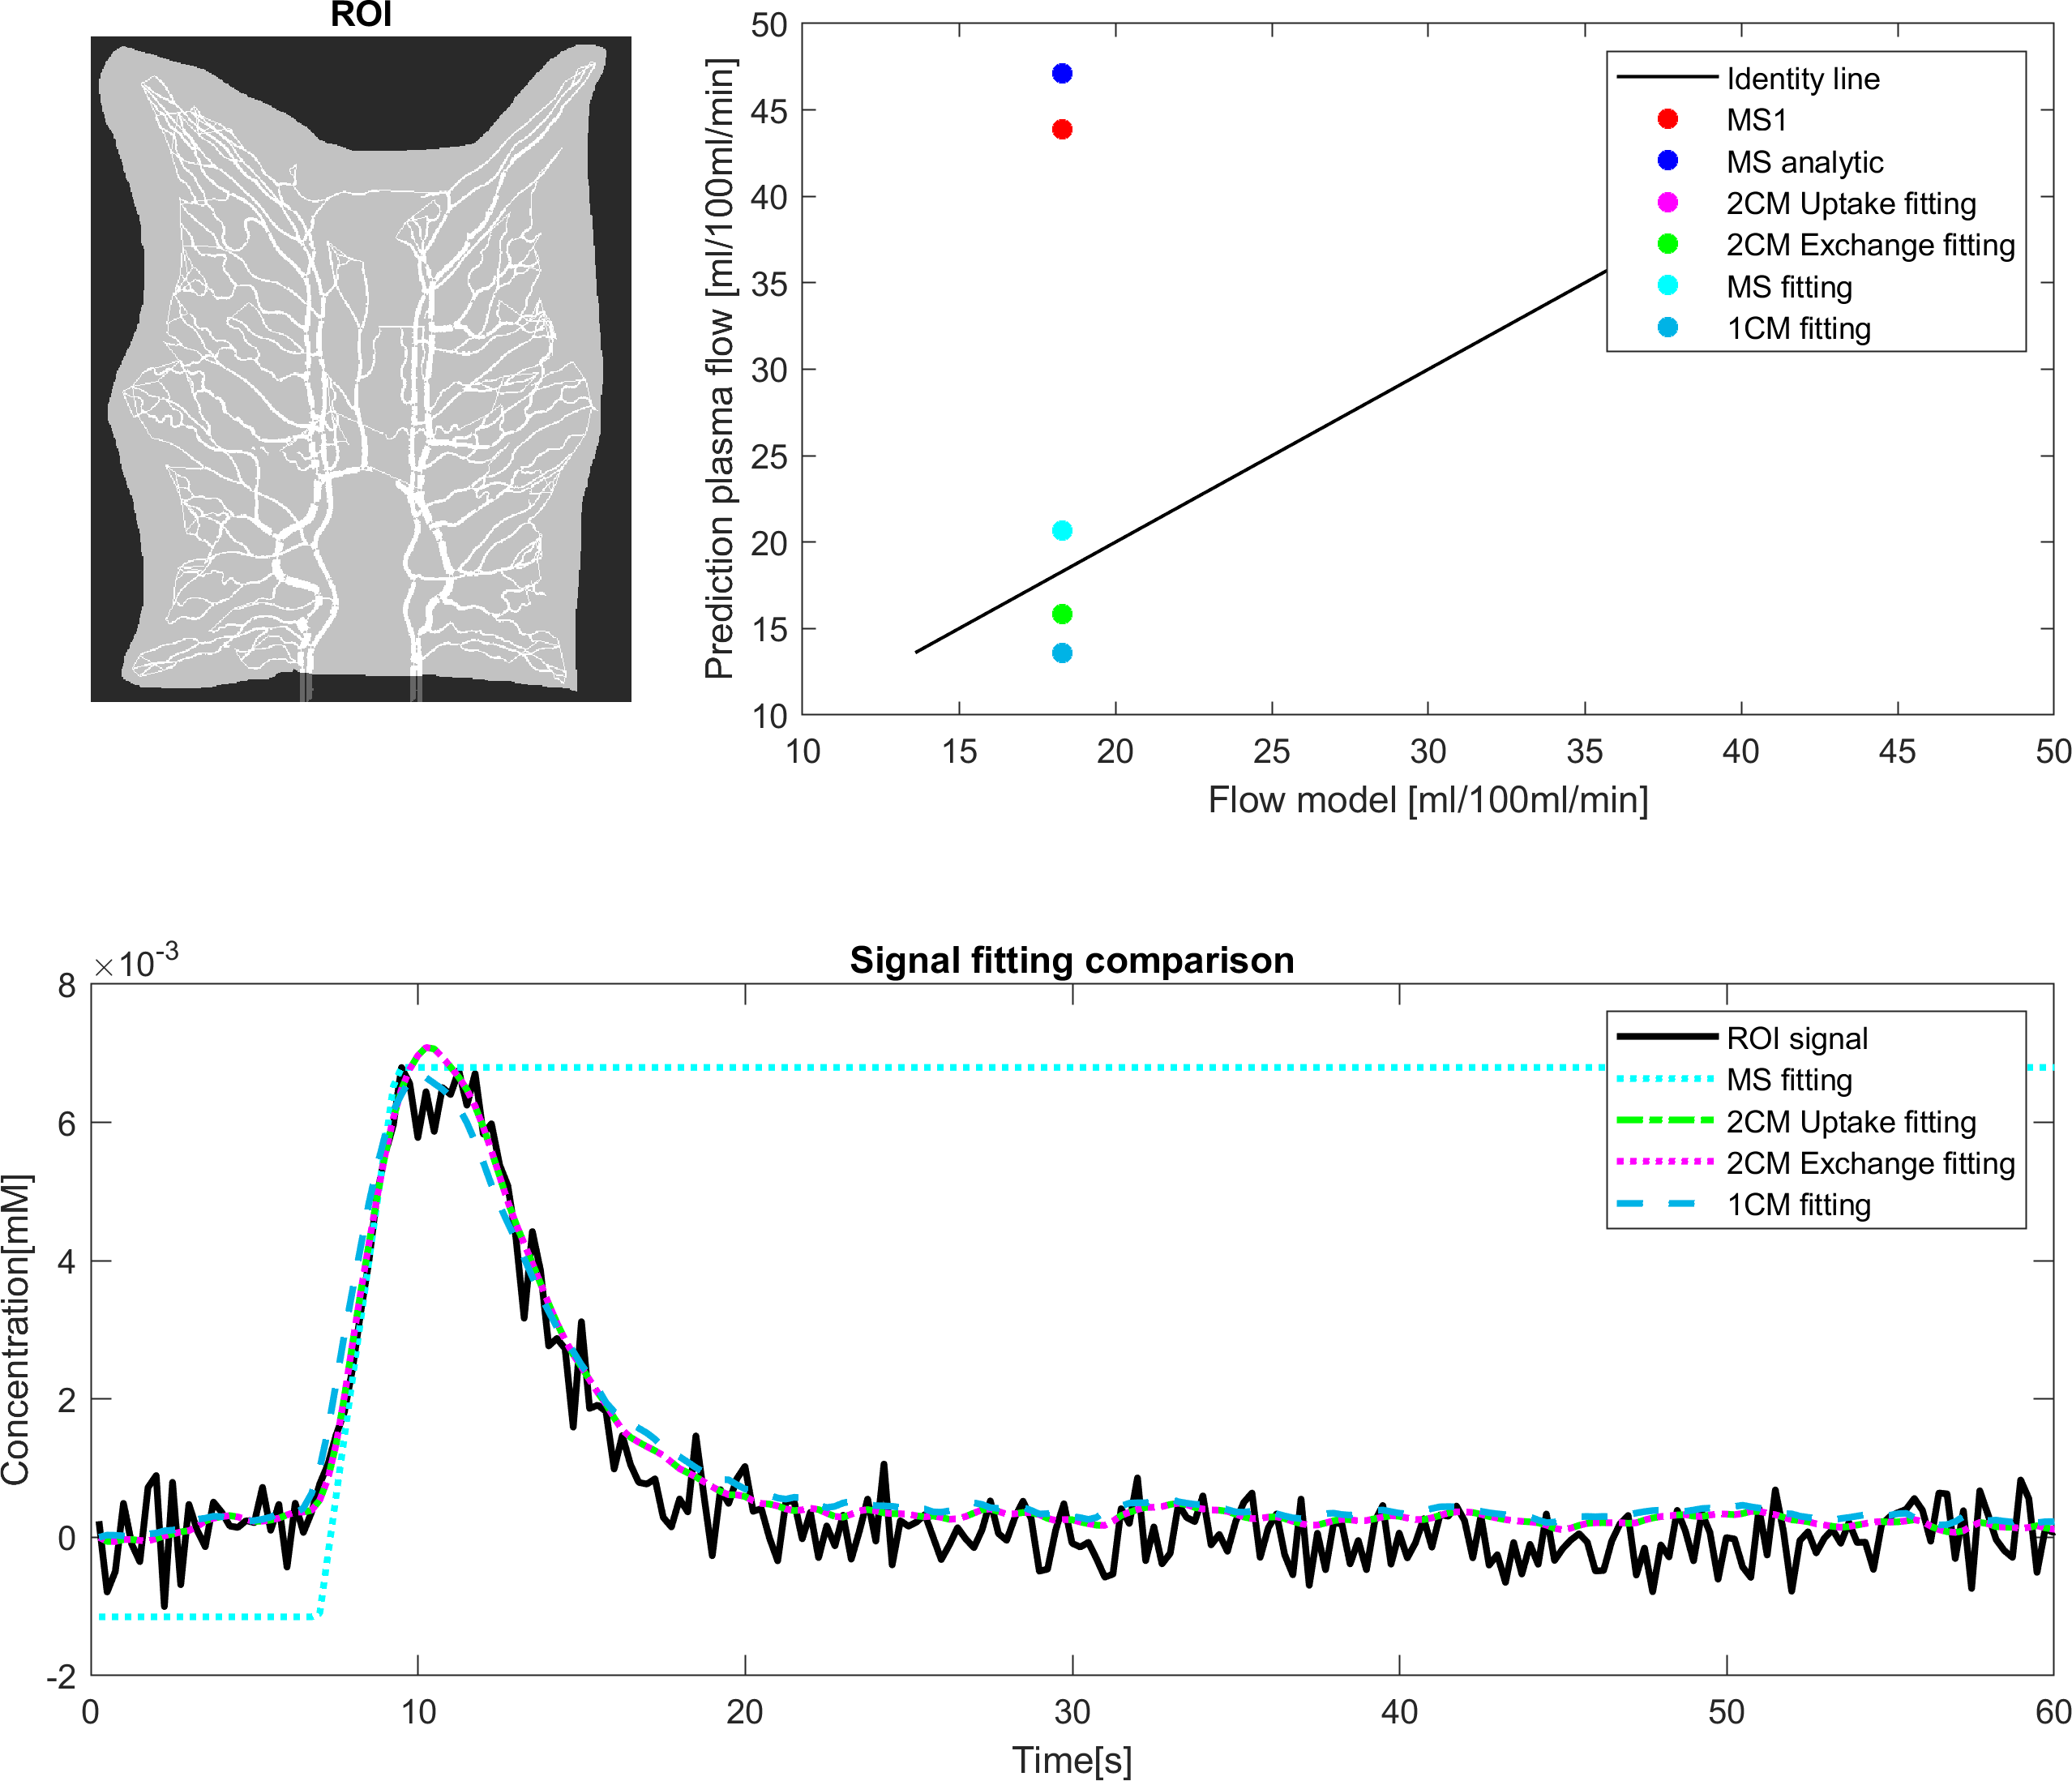 ROI
50
45
40
35
30
25
20
15
10
Prediction plasma flow [ml/100ml/min]
10 15 20 25 30 35 40 45 50
Flow model [ml/100ml/min]
Identity line
MS1
MS analytic
2CM Uptake fitting
2CM Exchange fitting
MS fitting
1CM fitting
Signal fitting comparison
×10-3
8
6
4
2
0
-2
Concentration[mM]
0 10 20 30 40 50 60
Time[s]
ROI signal
MS fitting
2CM Uptake fitting
2CM Exchange fitting
1CM fitting